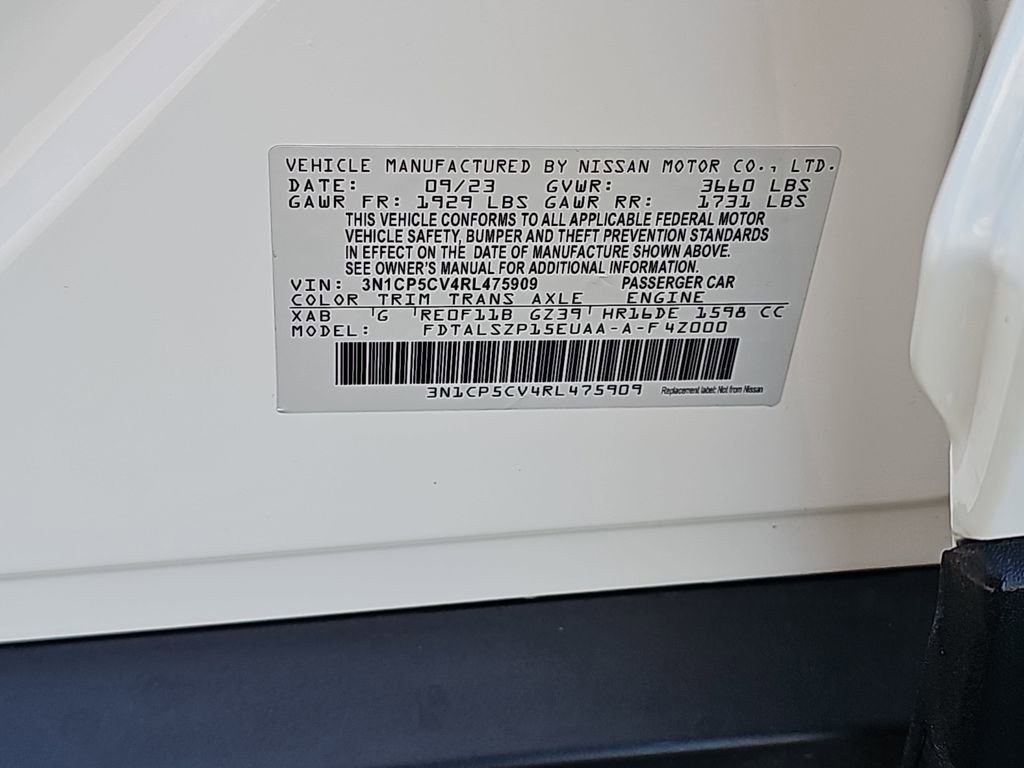 VEHICLE MANUFACTURED BY NISSAN MOTOR CO., LTD.
DATE: 09/23 GVWR: 3660 LBS
GAWR FR: 1929 LBS GAWR RR: 1731 LBS
THIS VEHICLE CONFORMS TO ALL APPLICABLE FEDERAL MOTOR
VEHICLE SAFETY, BUMPER AND THEFT PREVENTION STANDARDS
IN EFFECT ON THE DATE OF MANUFACTURE SHOWN ABOVE.
SEE OWNER'S MANUAL FOR ADDITIONAL INFORMATION.
VIN: 3N1CP5CV4RL475909 PASSENGER CAR
COLOR TRIM TRANS AXLE ENGINE
XAB 'G 'RE0F11B GZ39' HR16DE 1598 CC
MODEL: FDTALSZP15EUAA-A-F4Z000
3N1CP5CV4RL475909 Replacement label: Not from Nissan